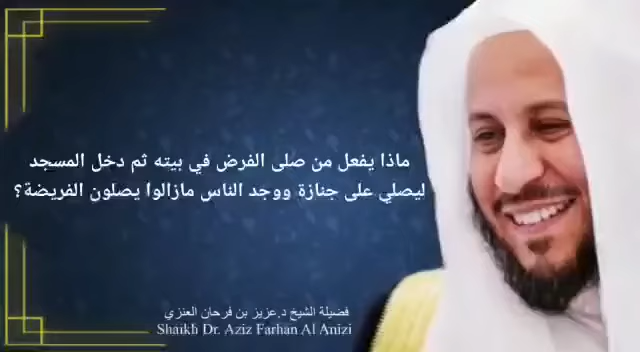 ماذا يفعل من صلى الفرض في بيته ثم دخل المسجد
ليصلي على جنازة ووجد الناس مازالوا يصلون الفريضة؟
فضيلة الشيخ د.عزيز بن فرحان العنزي
Shaikh Dr. Aziz Farhan Al Anizi